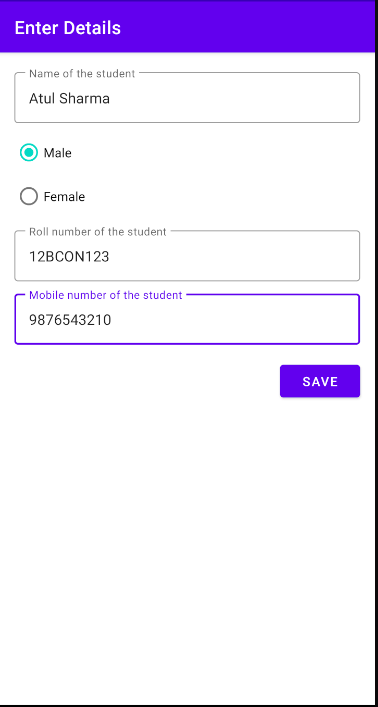 Enter Details
Name of the student
Atul Sharma
Male
Female
Roll number of the student
12BCON123
Mobile number of the student
9876543210
SAVE